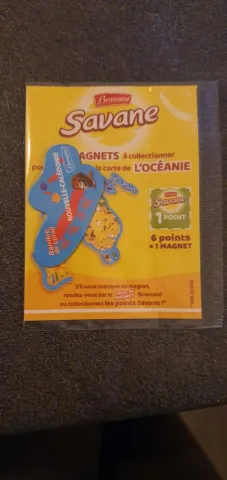 Brossard
Savane
AGNETS à collectionner
la carte de L'OCÉANIE
NOUVELLE-CALÉDONIE
Savane
1
POINT
6 points
= 1 MAGNET
S'il vous manque un magnet,
rendez-vous sur le Brossard
ou collectionnez les points Savane !*